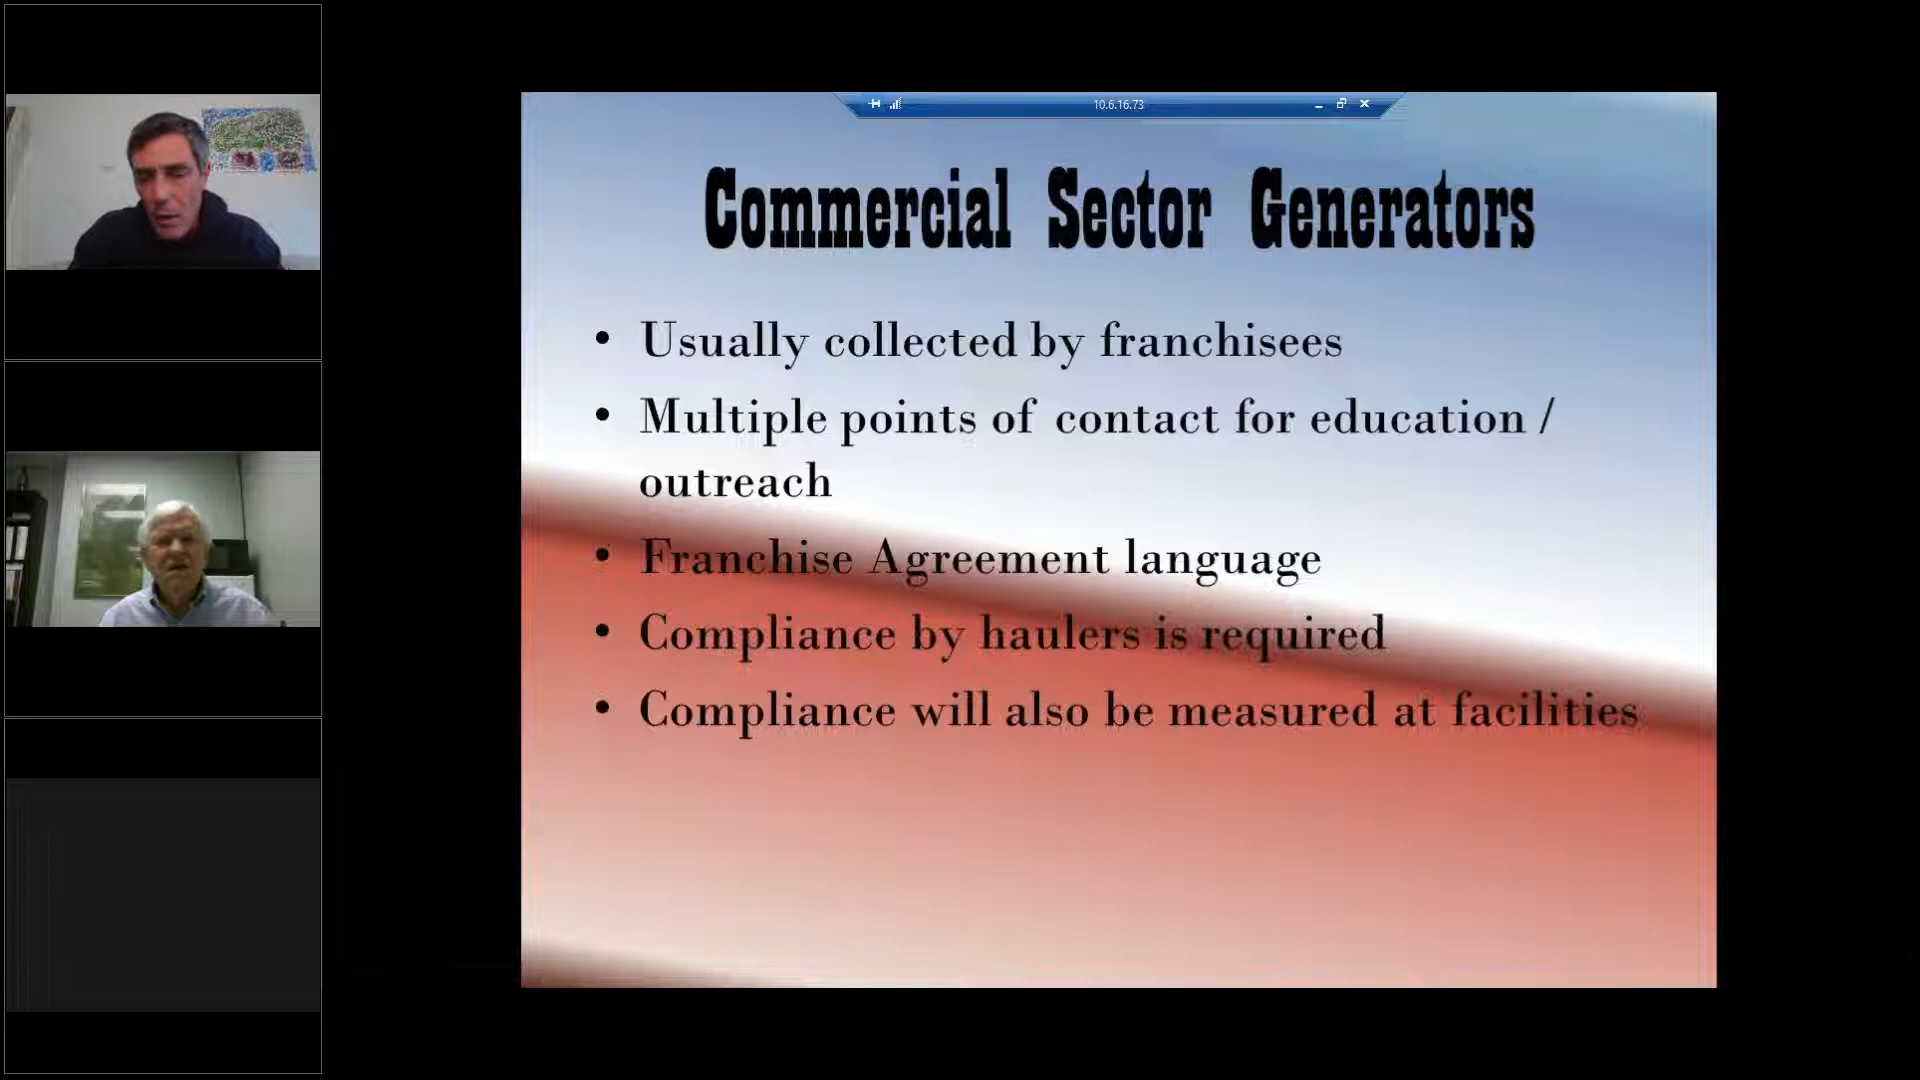 10.6.16.73
Commercial Sector Generators
• Usually collected by franchisees
• Multiple points of contact for education /
outreach
• Franchise Agreement language
• Compliance by haulers is required
• Compliance will also be measured at facilities